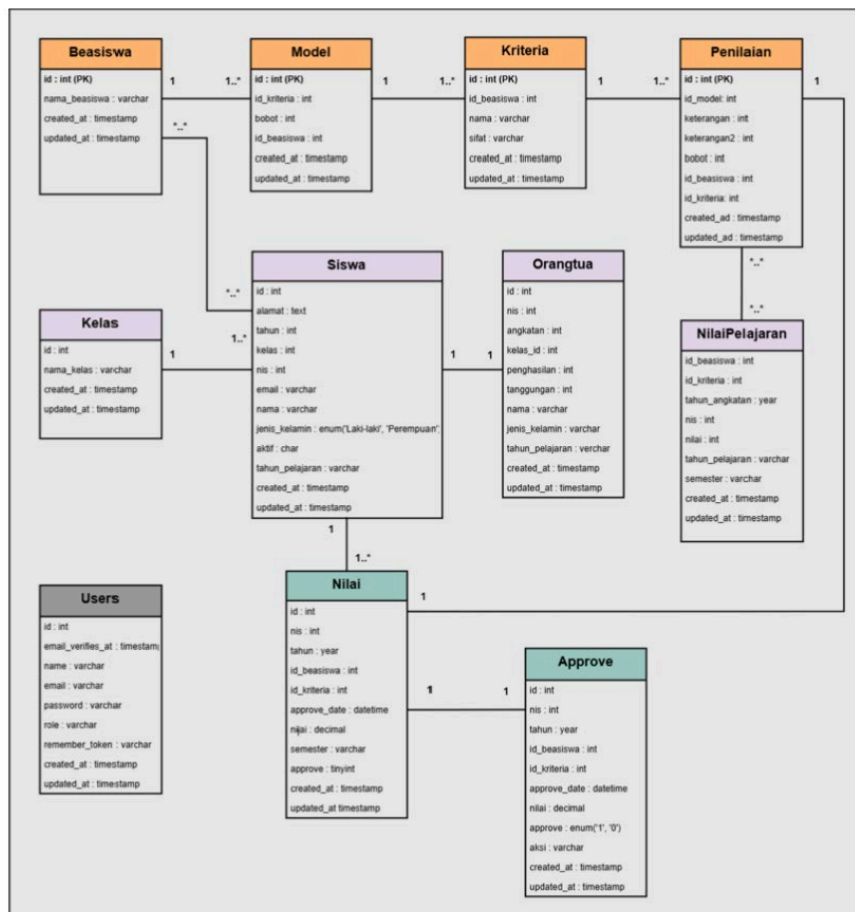 Beasiswa
id : int (PK)
nama_beasiswa : varchar
created_at : timestamp
updated_at : timestamp
1
1..*
*..*
Model
id : int (PK)
id_kriteria : int
bobot : int
id_beasiswa : int
created_at : timestamp
updated_at : timestamp
1
1..*
Kriteria
id : int (PK)
id_beasiswa : int
nama : varchar
sifat : varchar
created_at : timestamp
updated_at : timestamp
1
1..*
Penilaian
id : int (PK)
id_model: int
keterangan : int
keterangan2 : int
bobot : int
id_beasiswa : int
id_kriteria: int
created_ad : timestamp
updated_ad : timestamp
1
*..*
*..*
Kelas
id : int
nama_kelas : varchar
created_at : timestamp
updated_at : timestamp
1
*..*
1..*
Siswa
id : int
alamat : text
tahun : int
kelas : int
nis : int
email : varchar
nama : varchar
jenis_kelamin : enum('Laki-laki', 'Perempuan',
aktif : char
tahun_pelajaran : varchar
created_at : timestamp
updated_at : timestamp
1
1
Orangtua
id : int
nis : int
angkatan : int
kelas_id : int
penghasilan : int
tanggungan : int
nama : varchar
jenis_kelamin : varchar
tahun_pelajaran : verchar
created_at : timestamp
updated_at : timestamp
NilaiPelajaran
id_beasiswa : int
id_kriteria : int
tahun_angkatan : year
nis : int
nilai : int
tahun_pelajaran : varchar
semester : varchar
created_at : timestamp
updated_at : timestamp
1
1..*
Users
id : int
email_verifies_at : timestamp
name : varchar
email : varchar
password : varchar
role : varchar
remember_token : varchar
created_at : timestamp
updated_at : timestamp
Nilai
id : int
nis : int
tahun : year
id_beasiswa : int
id_kriteria : int
approve_date : datetime
nilai : decimal
semester : varchar
approve : tinyint
created_at : timestamp
updated_at timestamp
1
1
1
Approve
id : int
nis : int
tahun : year
id_beasiswa : int
id_kriteria : int
approve_date : datetime
nilai : decimal
approve : enum('1', '0')
aksi : varchar
created_at : timestamp
updated_at : timestamp